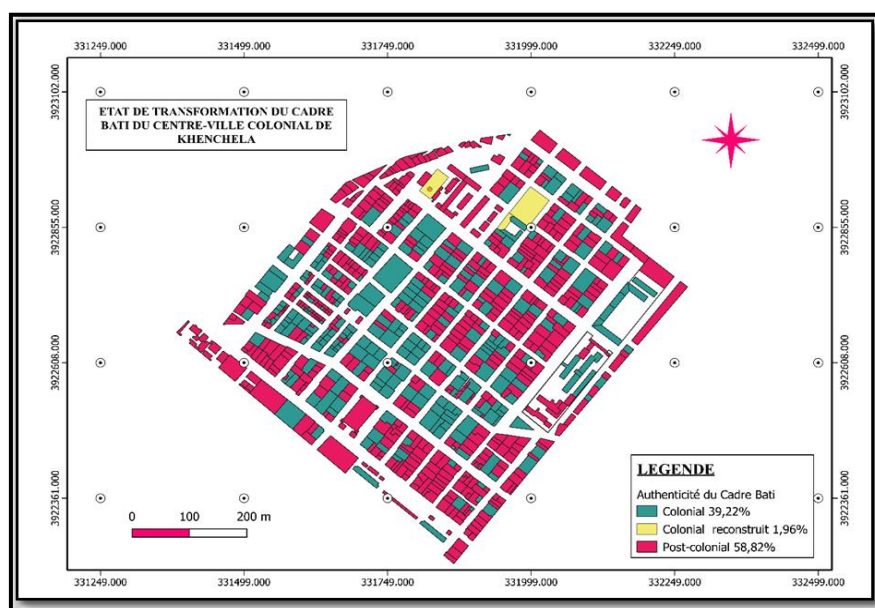 331249.000 331499.000 331749.000 331999.000 332249.000 332499.000
3923102.000 3923102.000
ETAT DE TRANSFORMATION DU CADRE
BATI DU CENTRE-VILLE COLONIAL DE
KHENCHELA
3922855.000 3922855.000
3922608.000 3922608.000
3922361.000 3922361.000
0 100 200 m
LEGENDE
Authenticité du Cadre Bati
Colonial 39,22%
Colonial reconstruit 1,96%
Post-colonial 58,82%
331249.000 331499.000 331749.000 331999.000 332249.000 332499.000